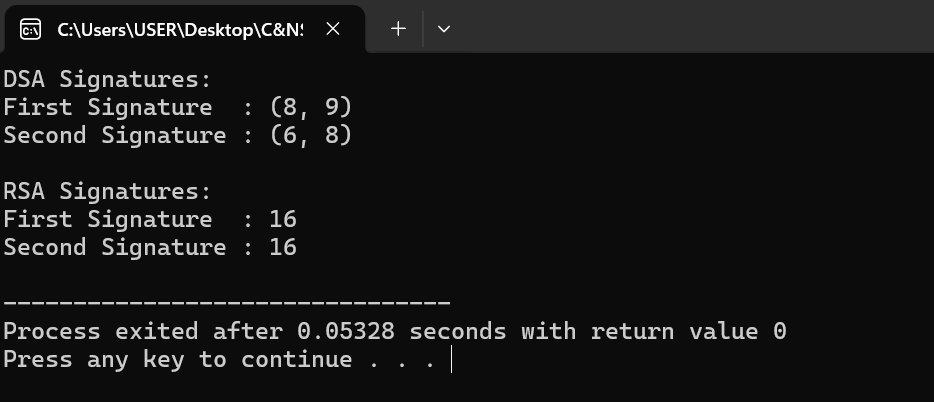 C:\Users\USER\Desktop\C&NS
DSA Signatures:
First Signature  : (8, 9)
Second Signature : (6, 8)
RSA Signatures:
First Signature  : 16
Second Signature : 16
--------------------------------
Process exited after 0.05328 seconds with return value 0
Press any key to continue . . .